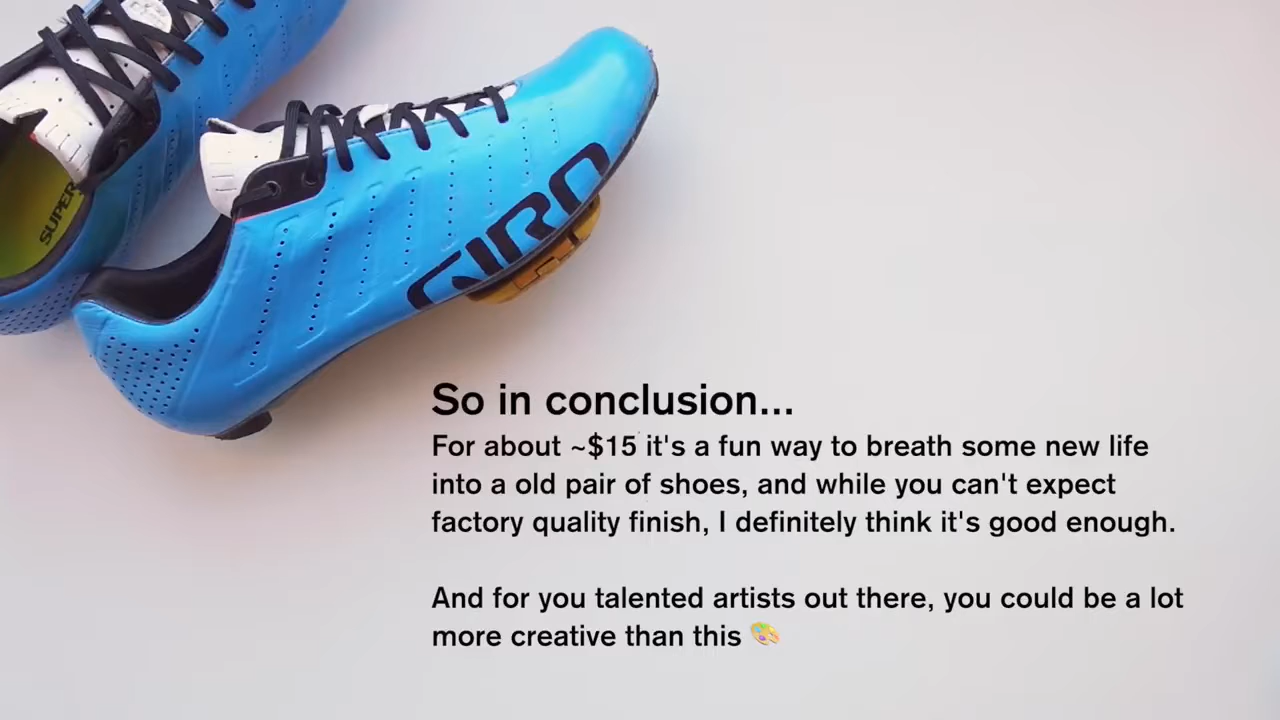 SUPER
GIRO
So in conclusion...
For about ~$15 it's a fun way to breath some new life
into a old pair of shoes, and while you can't expect
factory quality finish, I definitely think it's good enough.
And for you talented artists out there, you could be a lot
more creative than this 🎨